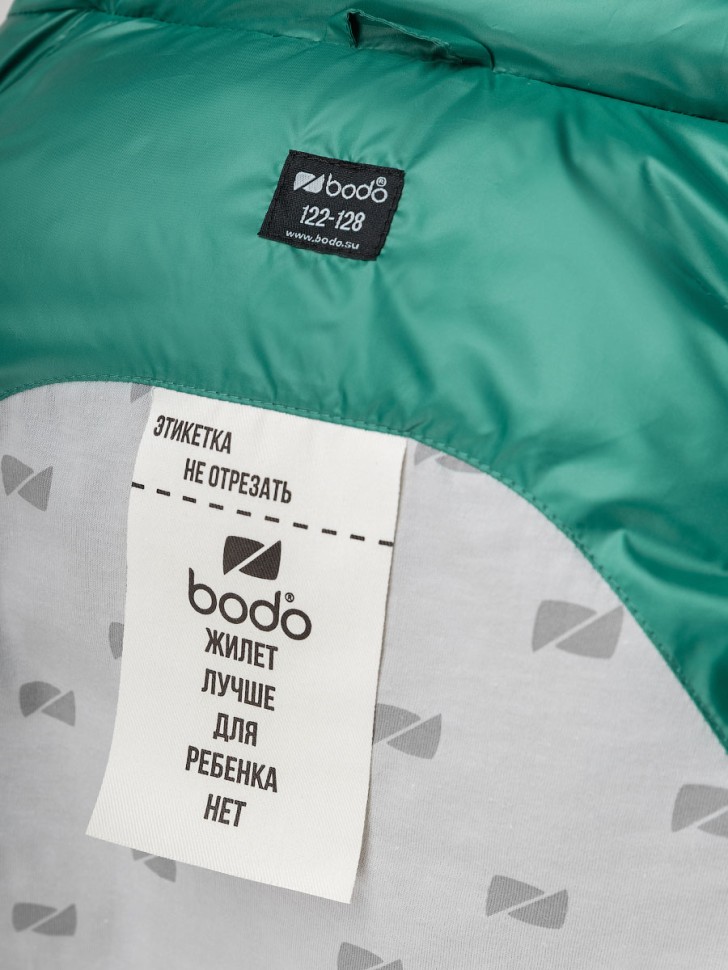 bodo®
122-128
www.bodo.su
ЭТИКЕТКА
НЕ ОТРЕЗАТЬ
bodo®
ЖИЛЕТ
ЛУЧШЕ
ДЛЯ
РЕБЕНКА
НЕТ